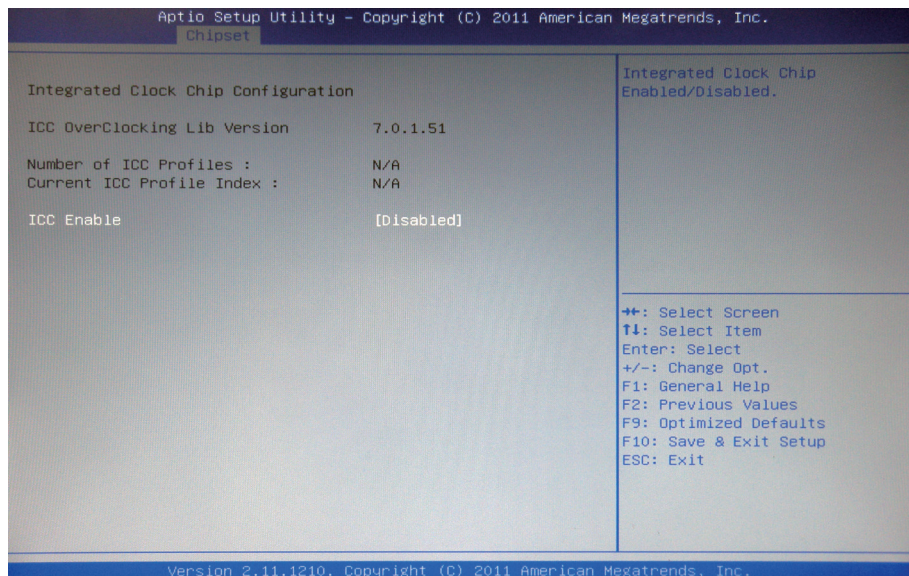 Aptio Setup Utility – Copyright (C) 2011 American Megatrends, Inc.
Chipset
Integrated Clock Chip Configuration
ICC OverClocking Lib Version 7.0.1.51
Number of ICC Profiles : N/A
Current ICC Profile Index : N/A
ICC Enable [Disabled]
Integrated Clock Chip
Enabled/Disabled.
→←: Select Screen
↑↓: Select Item
Enter: Select
+/-: Change Opt.
F1: General Help
F2: Previous Values
F9: Optimized Defaults
F10: Save & Exit Setup
ESC: Exit
Version 2.11.1210. Copyright (C) 2011 American Megatrends, Inc.